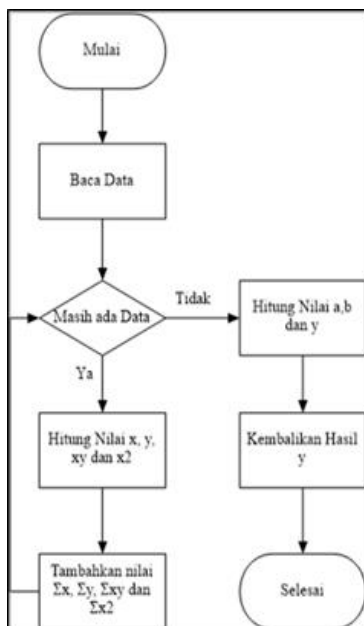 Mulai
Baca Data
Masih ada Data
Tidak
Ya
Hitung Nilai x, y,
xy dan x2
Tambahkan nilai
Σx, Σy, Σxy dan
Σx2
Hitung Nilai a,b
dan y
Kembalikan Hasil
y
Selesai